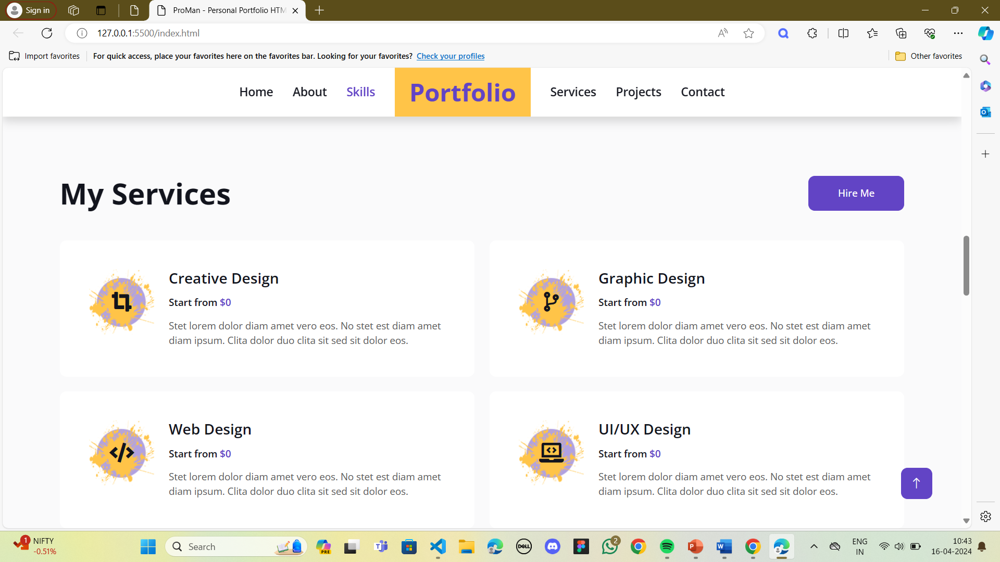 Sign in
ProMan - Personal Portfolio HTM
127.0.0.1:5500/index.html
Import favorites
For quick access, place your favorites here on the favorites bar. Looking for your favorites? Check your profiles
Other favorites
Home About Skills Portfolio Services Projects Contact
My Services
Hire Me
Creative Design
Start from $0
Stet lorem dolor diam amet vero eos. No stet est diam amet
diam ipsum. Clita dolor duo clita sit sed sit dolor eos.
Graphic Design
Start from $0
Stet lorem dolor diam amet vero eos. No stet est diam amet
diam ipsum. Clita dolor duo clita sit sed sit dolor eos.
Web Design
Start from $0
Stet lorem dolor diam amet vero eos. No stet est diam amet
diam ipsum. Clita dolor duo clita sit sed sit dolor eos.
UI/UX Design
Start from $0
Stet lorem dolor diam amet vero eos. No stet est diam amet
diam ipsum. Clita dolor duo clita sit sed sit dolor eos.
1
NIFTY
-0.51%
Search
PRE
DELL
2
ENG
IN
10:43
16-04-2024